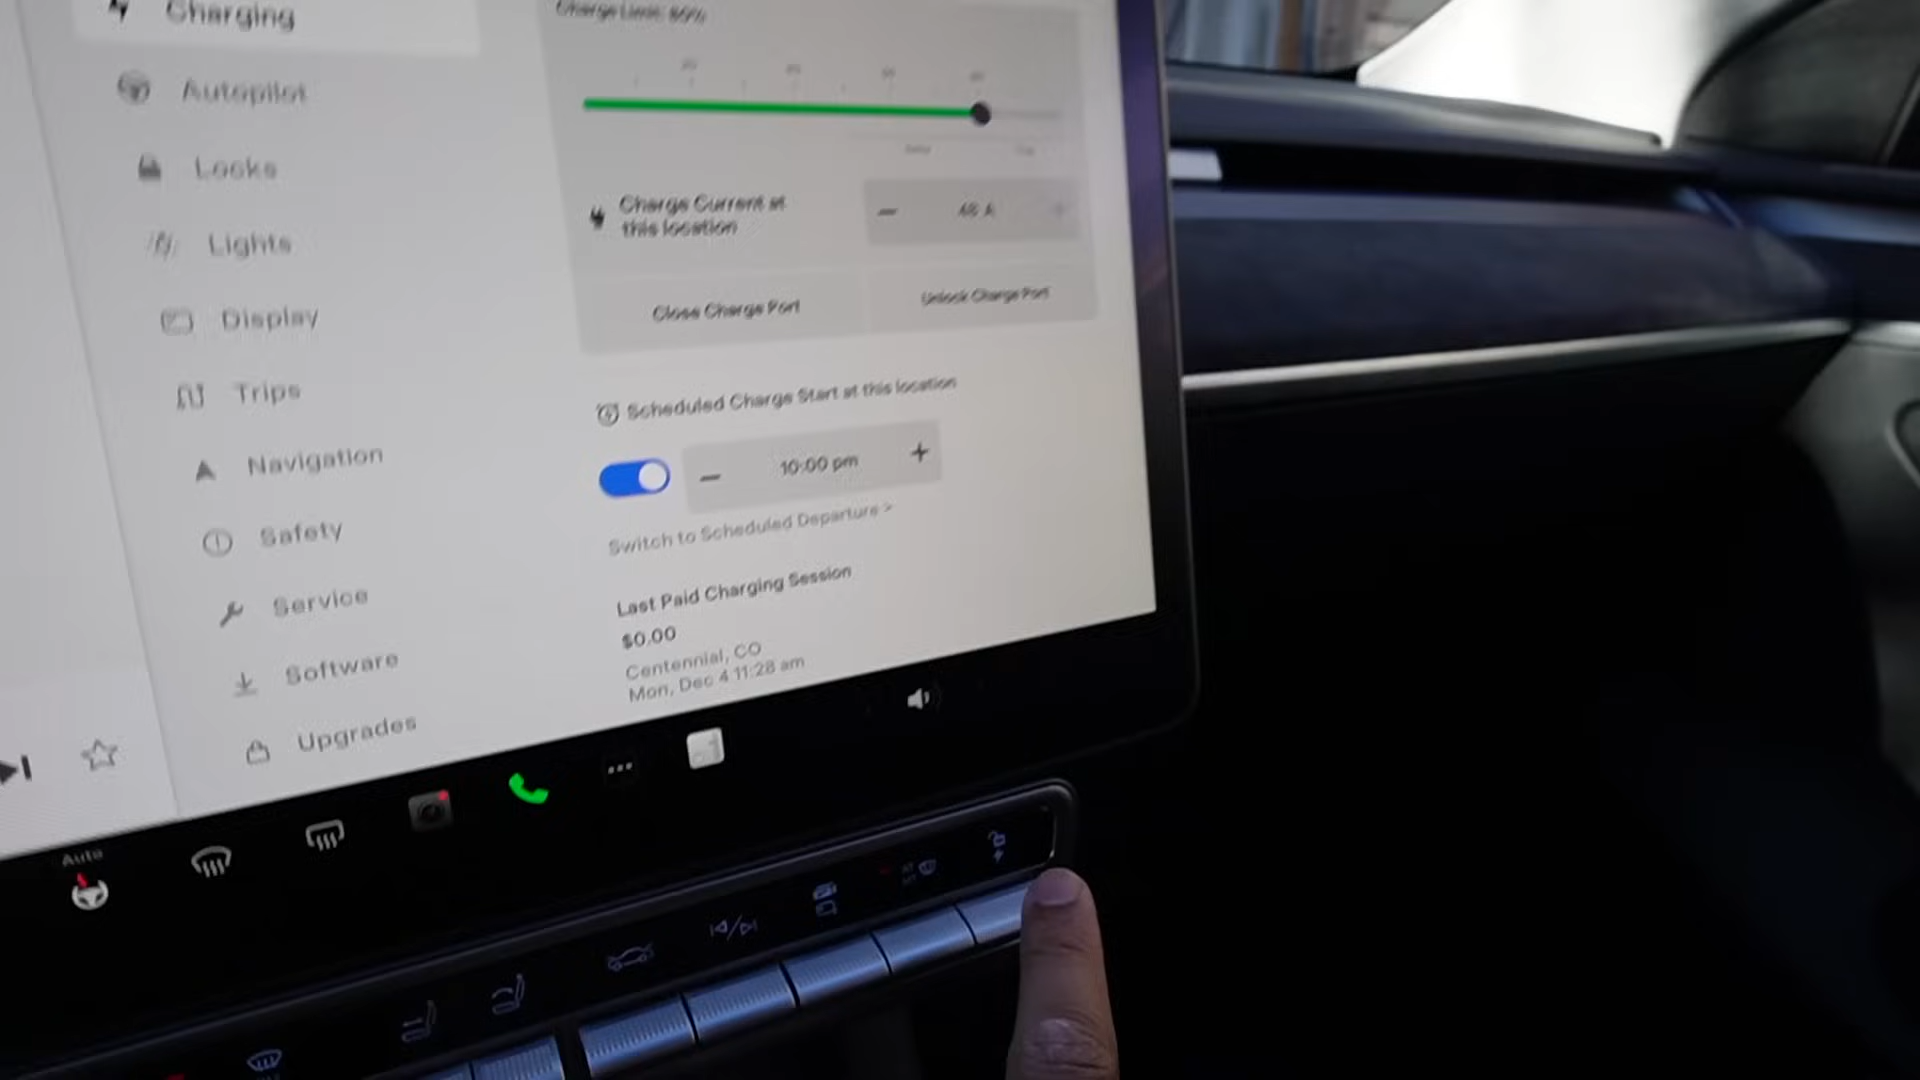 Charging
Charge Limit: 80%
Autopilot
Locks
Lights
Display
Trips
Navigation
Safety
Service
Software
Upgrades
Charge Current at
this location
48 A
Close Charge Port
Unlock Charge Port
Scheduled Charge Start at this location
10:00 pm
Switch to Scheduled Departure >
Last Paid Charging Session
$0.00
Centennial, CO
Mon, Dec 4 11:28 am
Auto